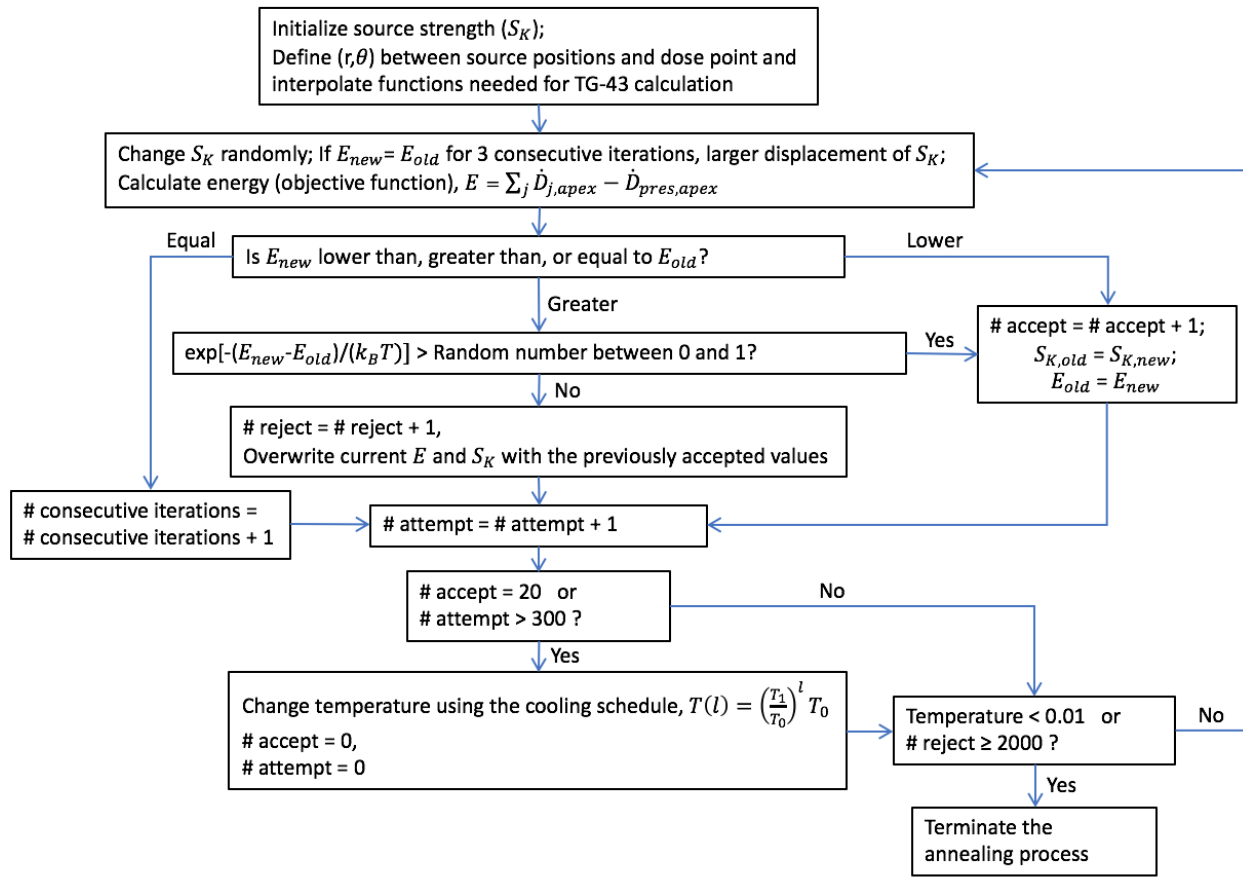 Initialize source strength (S_K);
Define (r,θ) between source positions and dose point and
interpolate functions needed for TG-43 calculation
Change S_K randomly; If E_new= E_old for 3 consecutive iterations, larger displacement of S_K;
Calculate energy (objective function), E = ∑_j Ḋ_j,apex − Ḋ_pres,apex
Equal
Is E_new lower than, greater than, or equal to E_old?
Lower
Greater
exp[-(E_new-E_old)/(k_BT)] > Random number between 0 and 1?
Yes
# accept = # accept + 1;
S_K,old = S_K,new;
E_old = E_new
No
# reject = # reject + 1,
Overwrite current E and S_K with the previously accepted values
# consecutive iterations =
# consecutive iterations + 1
# attempt = # attempt + 1
# accept = 20 or
# attempt > 300 ?
No
Yes
Change temperature using the cooling schedule, T(l) = (T_1/T_0)^l T_0
# accept = 0,
# attempt = 0
Temperature < 0.01 or
# reject ≥ 2000 ?
No
Yes
Terminate the
annealing process